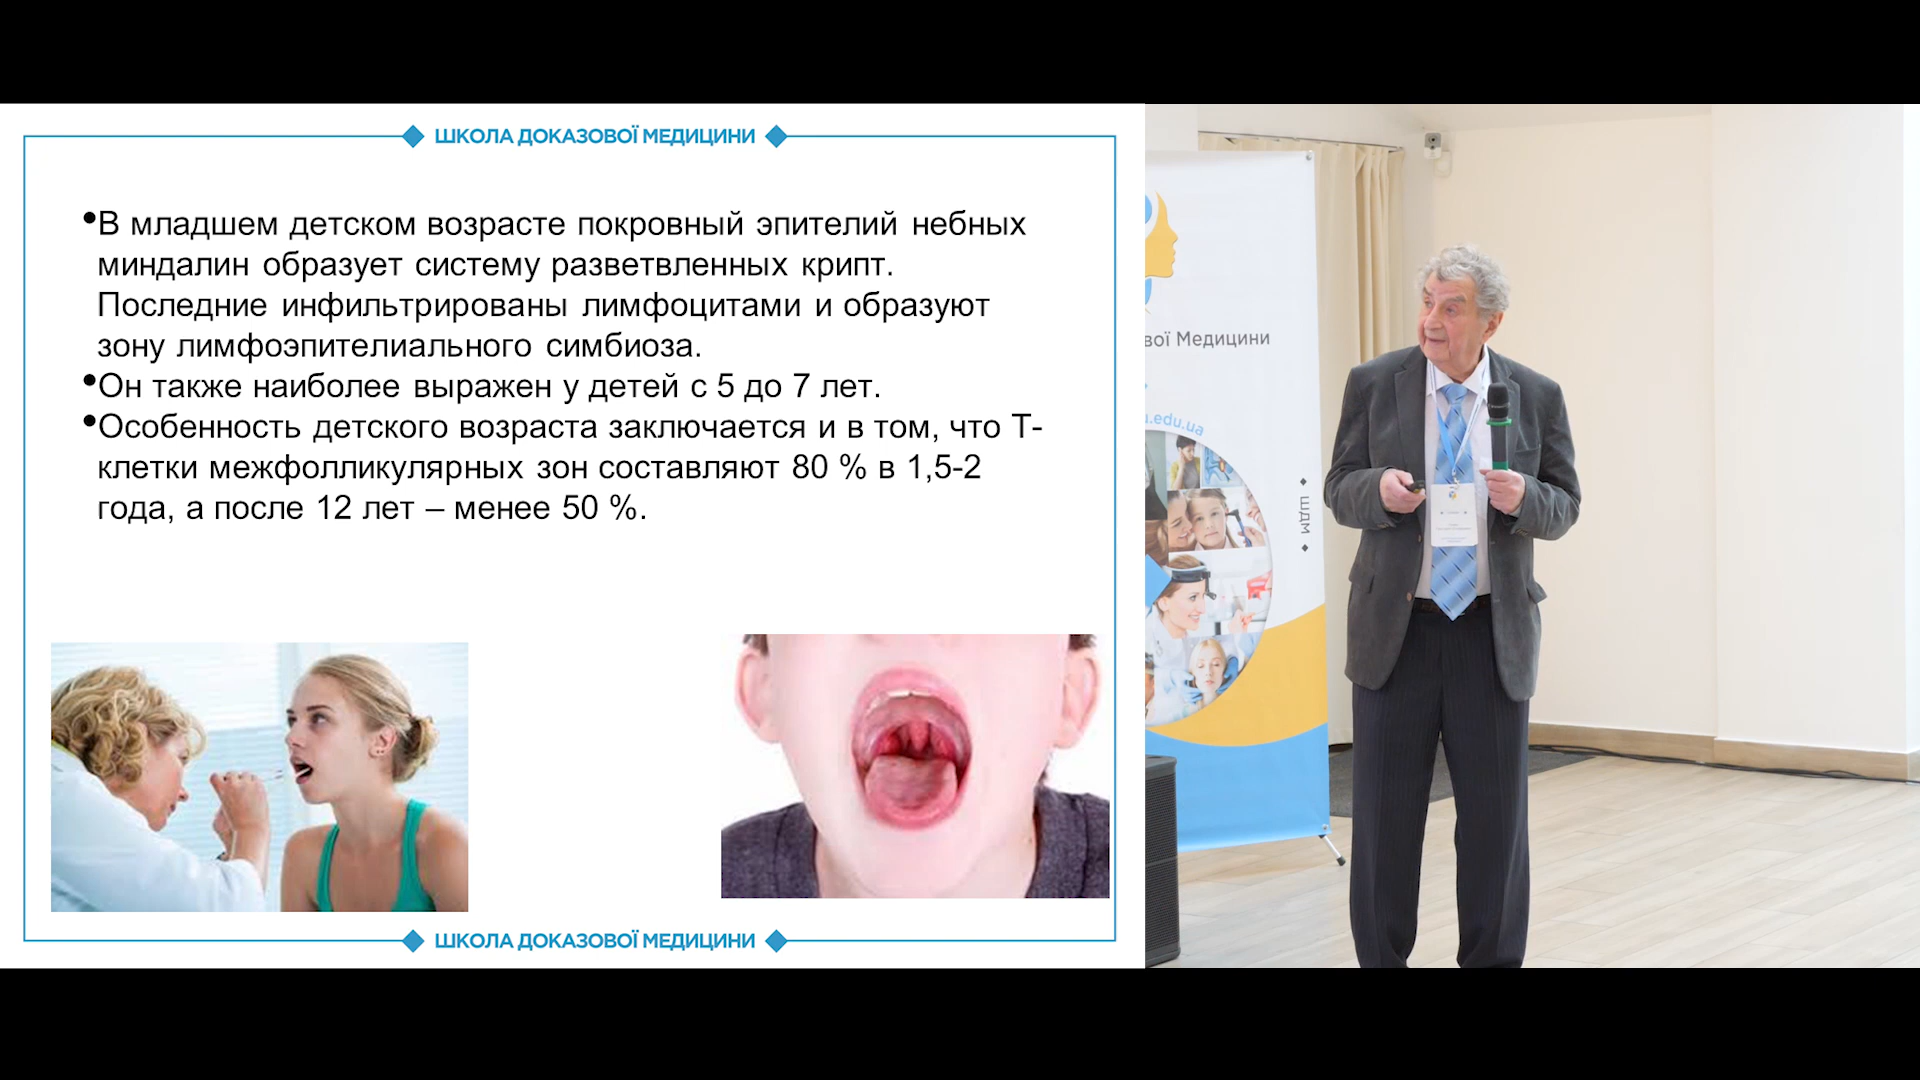 ШКОЛА ДОКАЗОВОЇ МЕДИЦИНИ
•В младшем детском возрасте покровный эпителий небных
миндалин образует систему разветвленных крипт.
Последние инфильтрированы лимфоцитами и образуют
зону лимфоэпителиального симбиоза.
•Он также наиболее выражен у детей с 5 до 7 лет.
•Особенность детского возраста заключается и в том, что Т-
клетки межфолликулярных зон составляют 80 % в 1,5-2
года, а после 12 лет – менее 50 %.
ШКОЛА ДОКАЗОВОЇ МЕДИЦИНИ
вої Медицини
.edu.ua
ШДМ